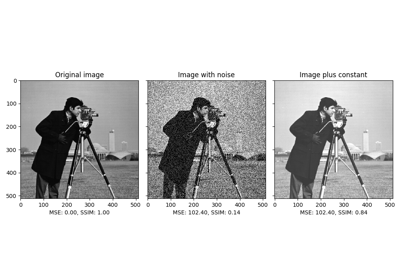 Original image
Image with noise
Image plus constant
0
100
200
300
400
500
0 100 200 300 400 500
0 100 200 300 400 500
0 100 200 300 400 500
MSE: 0.00, SSIM: 1.00
MSE: 102.40, SSIM: 0.14
MSE: 102.40, SSIM: 0.84